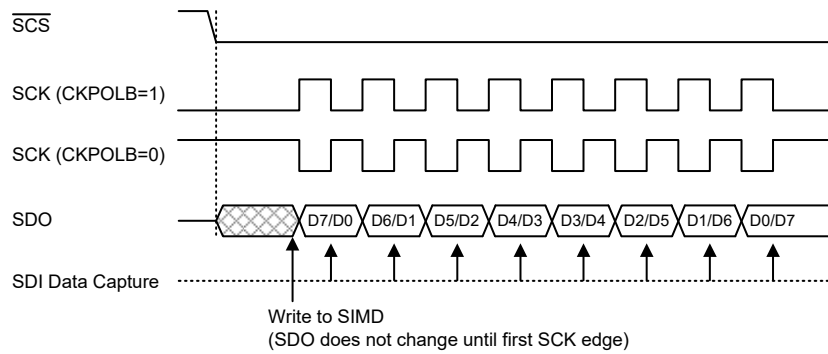 SCS
SCK (CKPOLB=1)
SCK (CKPOLB=0)
SDO D7/D0 D6/D1 D5/D2 D4/D3 D3/D4 D2/D5 D1/D6 D0/D7
SDI Data Capture
Write to SIMD
(SDO does not change until first SCK edge)